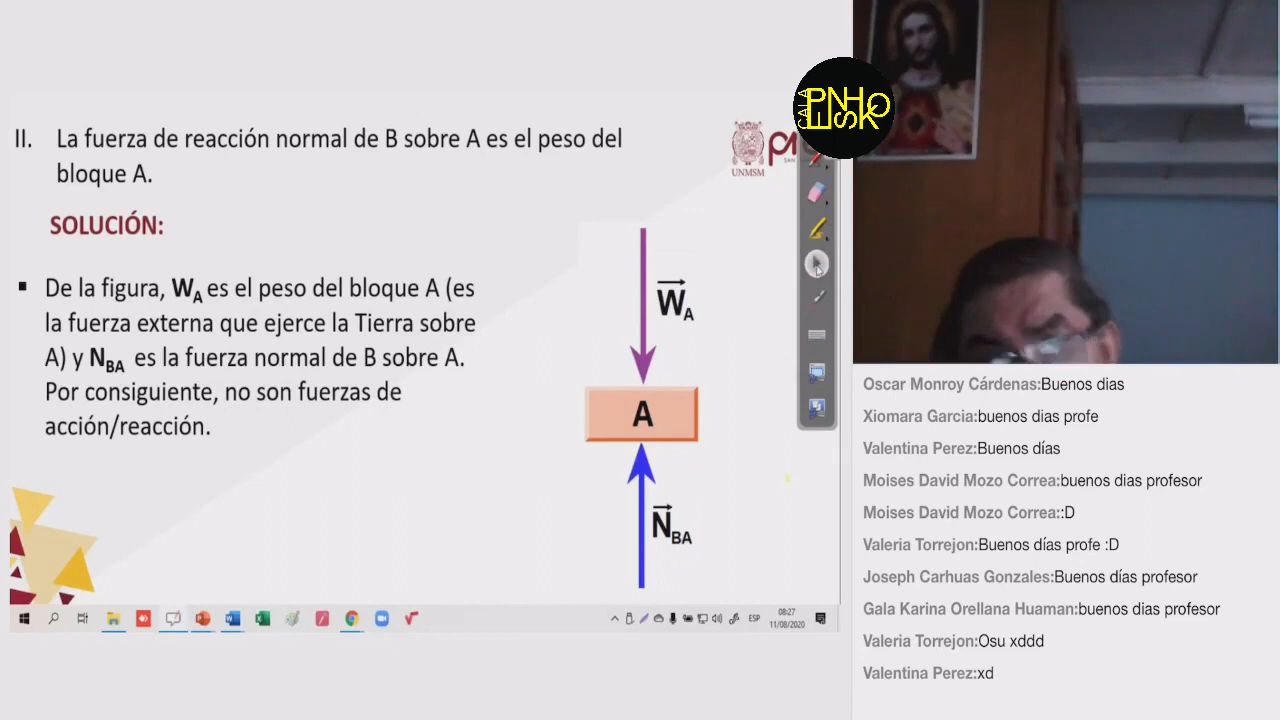 II. La fuerza de reacción normal de B sobre A es el peso del
bloque A.
UNMSM
SOLUCIÓN:
▪ De la figura, WA es el peso del bloque A (es
la fuerza externa que ejerce la Tierra sobre
A) y NBA es la fuerza normal de B sobre A.
Por consiguiente, no son fuerzas de
acción/reacción.
WA
A
NBA
ESP
08:27
11/08/2020
Oscar Monroy Cárdenas:Buenos dias
Xiomara Garcia:buenos dias profe
Valentina Perez:Buenos días
Moises David Mozo Correa:buenos dias profesor
Moises David Mozo Correa::D
Valeria Torrejon:Buenos días profe :D
Joseph Carhuas Gonzales:Buenos días profesor
Gala Karina Orellana Huaman:buenos dias profesor
Valeria Torrejon:Osu xddd
Valentina Perez:xd